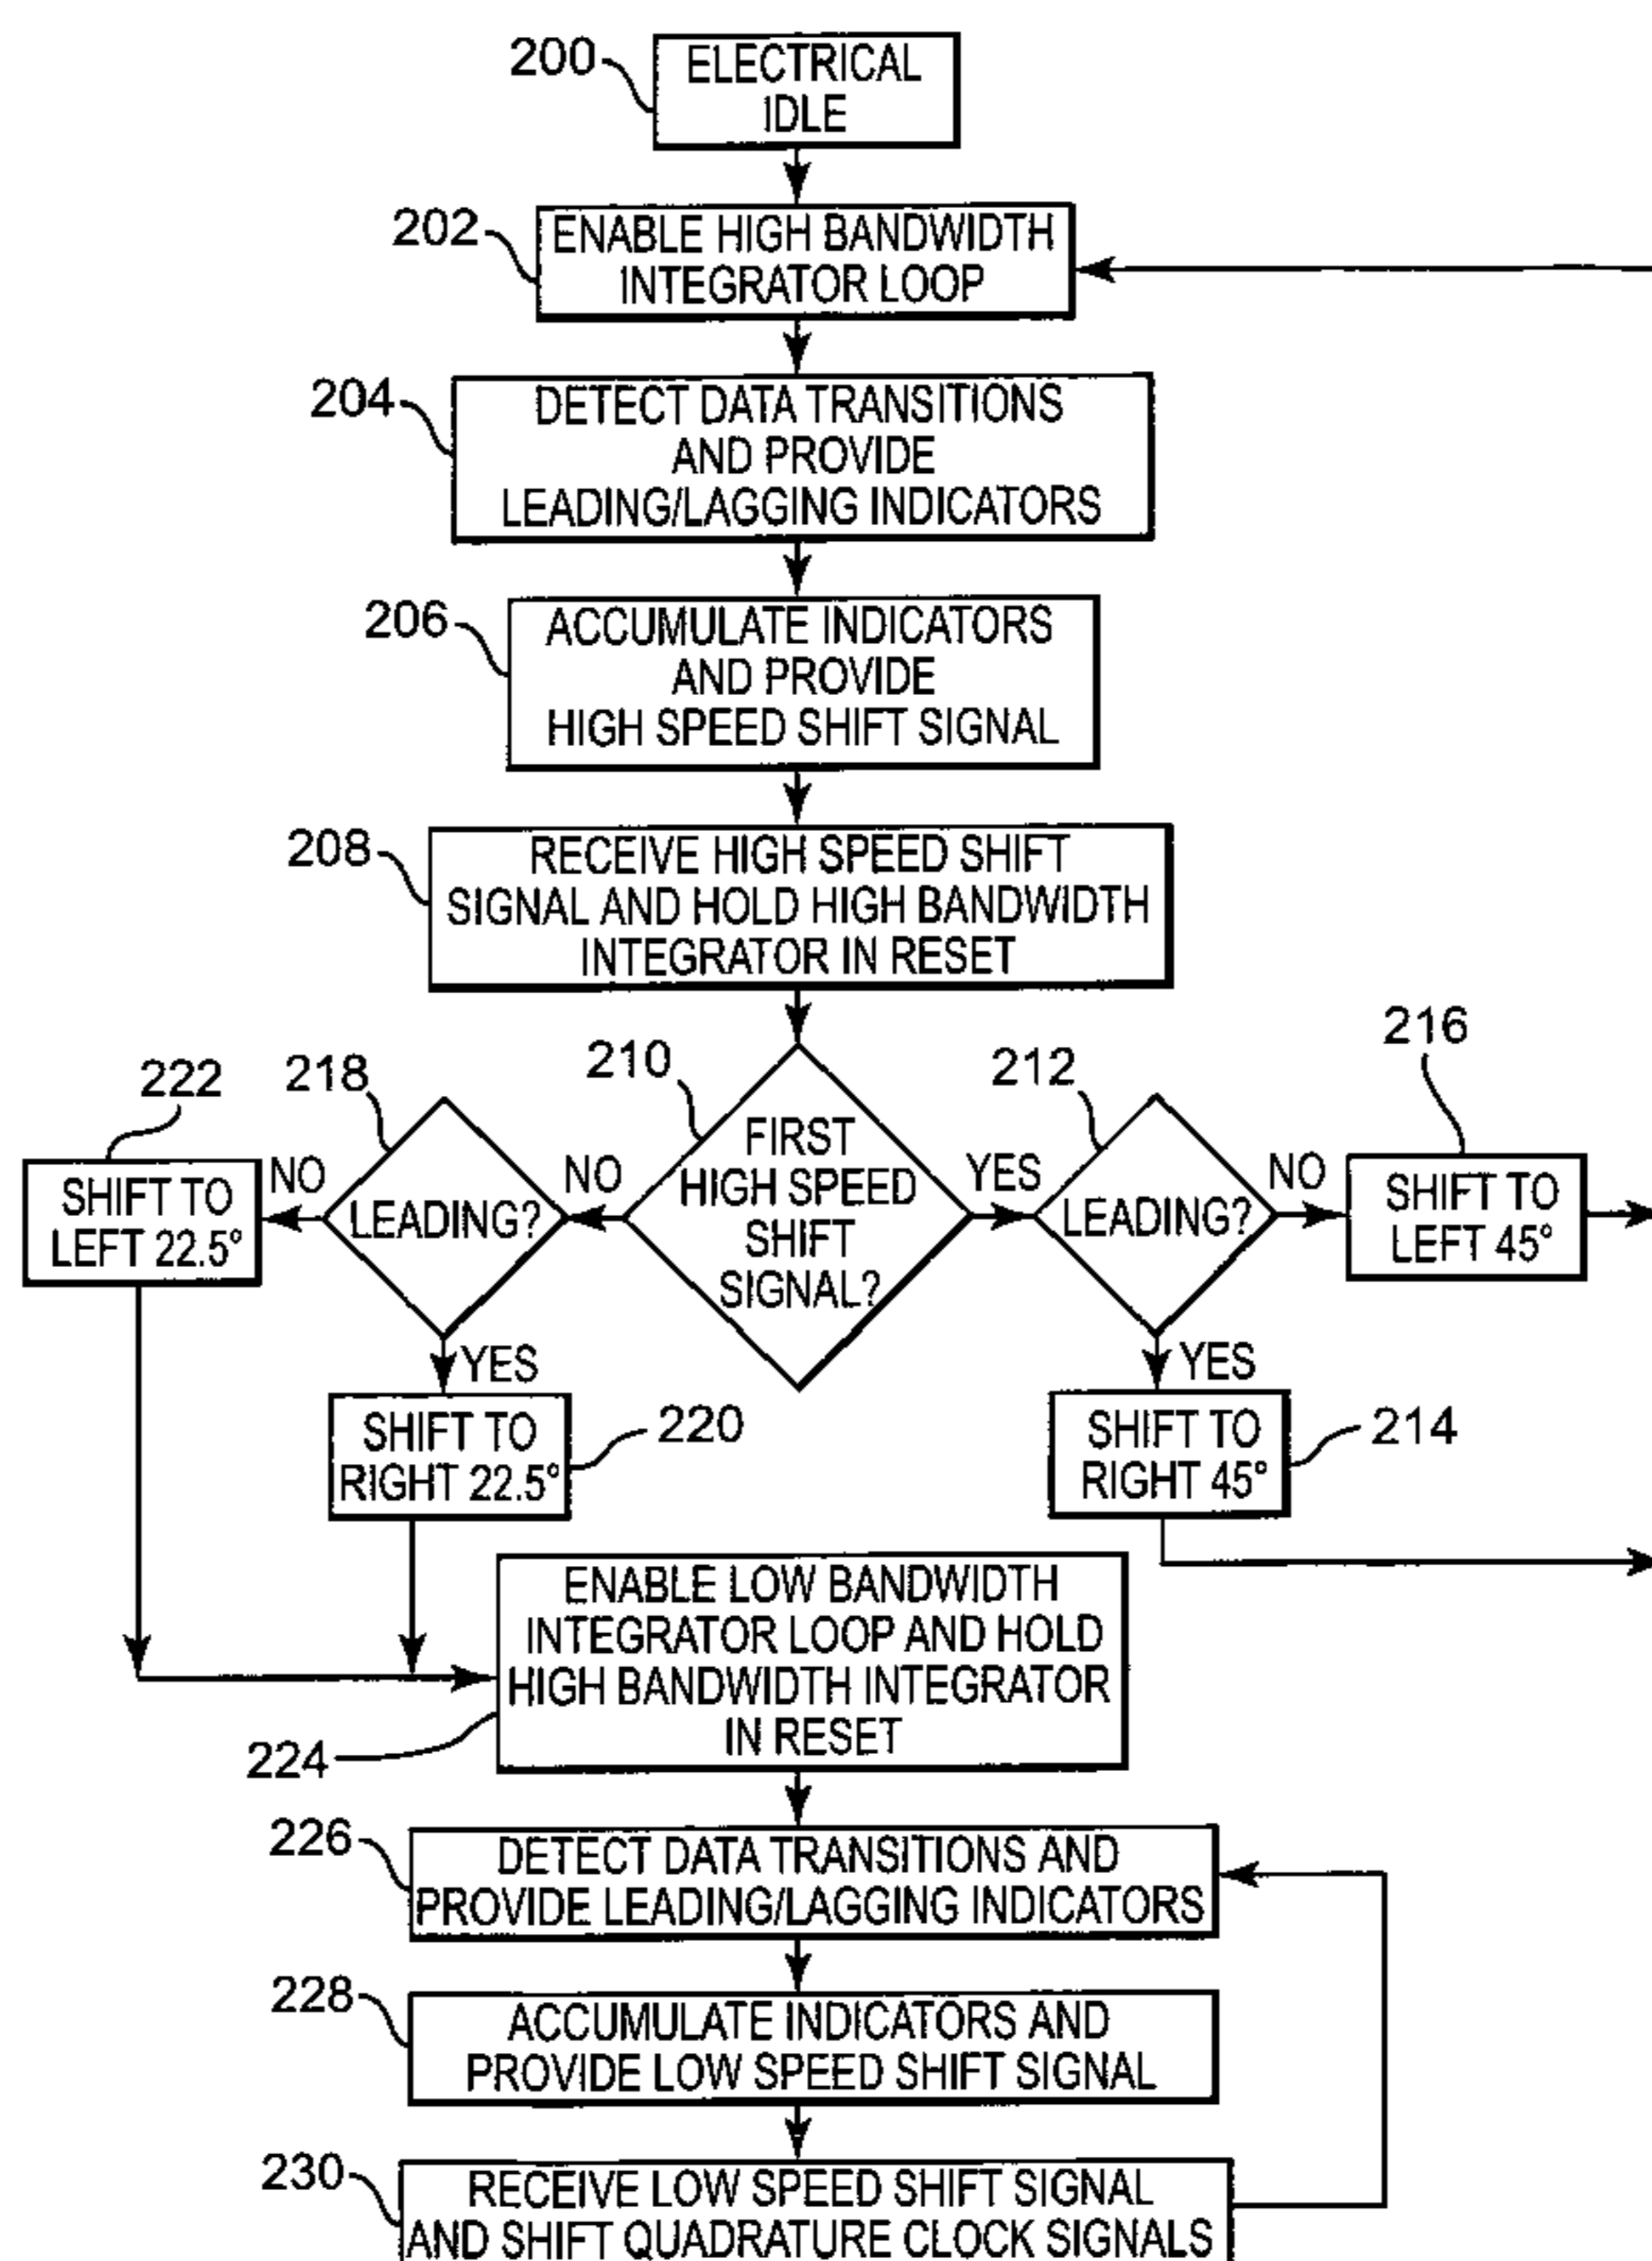 200
ELECTRICAL
IDLE
202
ENABLE HIGH BANDWIDTH
INTEGRATOR LOOP
204
DETECT DATA TRANSITIONS
AND PROVIDE
LEADING/LAGGING INDICATORS
206
ACCUMULATE INDICATORS
AND PROVIDE
HIGH SPEED SHIFT SIGNAL
208
RECEIVE HIGH SPEED SHIFT
SIGNAL AND HOLD HIGH BANDWIDTH
INTEGRATOR IN RESET
222
218
210
212
216
SHIFT TO
LEFT 22.5°
NO
LEADING?
NO
FIRST
HIGH SPEED
SHIFT
SIGNAL?
YES
LEADING?
NO
SHIFT TO
LEFT 45°
YES
SHIFT TO
RIGHT 22.5°
220
YES
SHIFT TO
RIGHT 45°
214
ENABLE LOW BANDWIDTH
INTEGRATOR LOOP AND HOLD
HIGH BANDWIDTH INTEGRATOR
IN RESET
224
226
DETECT DATA TRANSITIONS AND
PROVIDE LEADING/LAGGING INDICATORS
228
ACCUMULATE INDICATORS AND
PROVIDE LOW SPEED SHIFT SIGNAL
230
RECEIVE LOW SPEED SHIFT SIGNAL
AND SHIFT QUADRATURE CLOCK SIGNALS